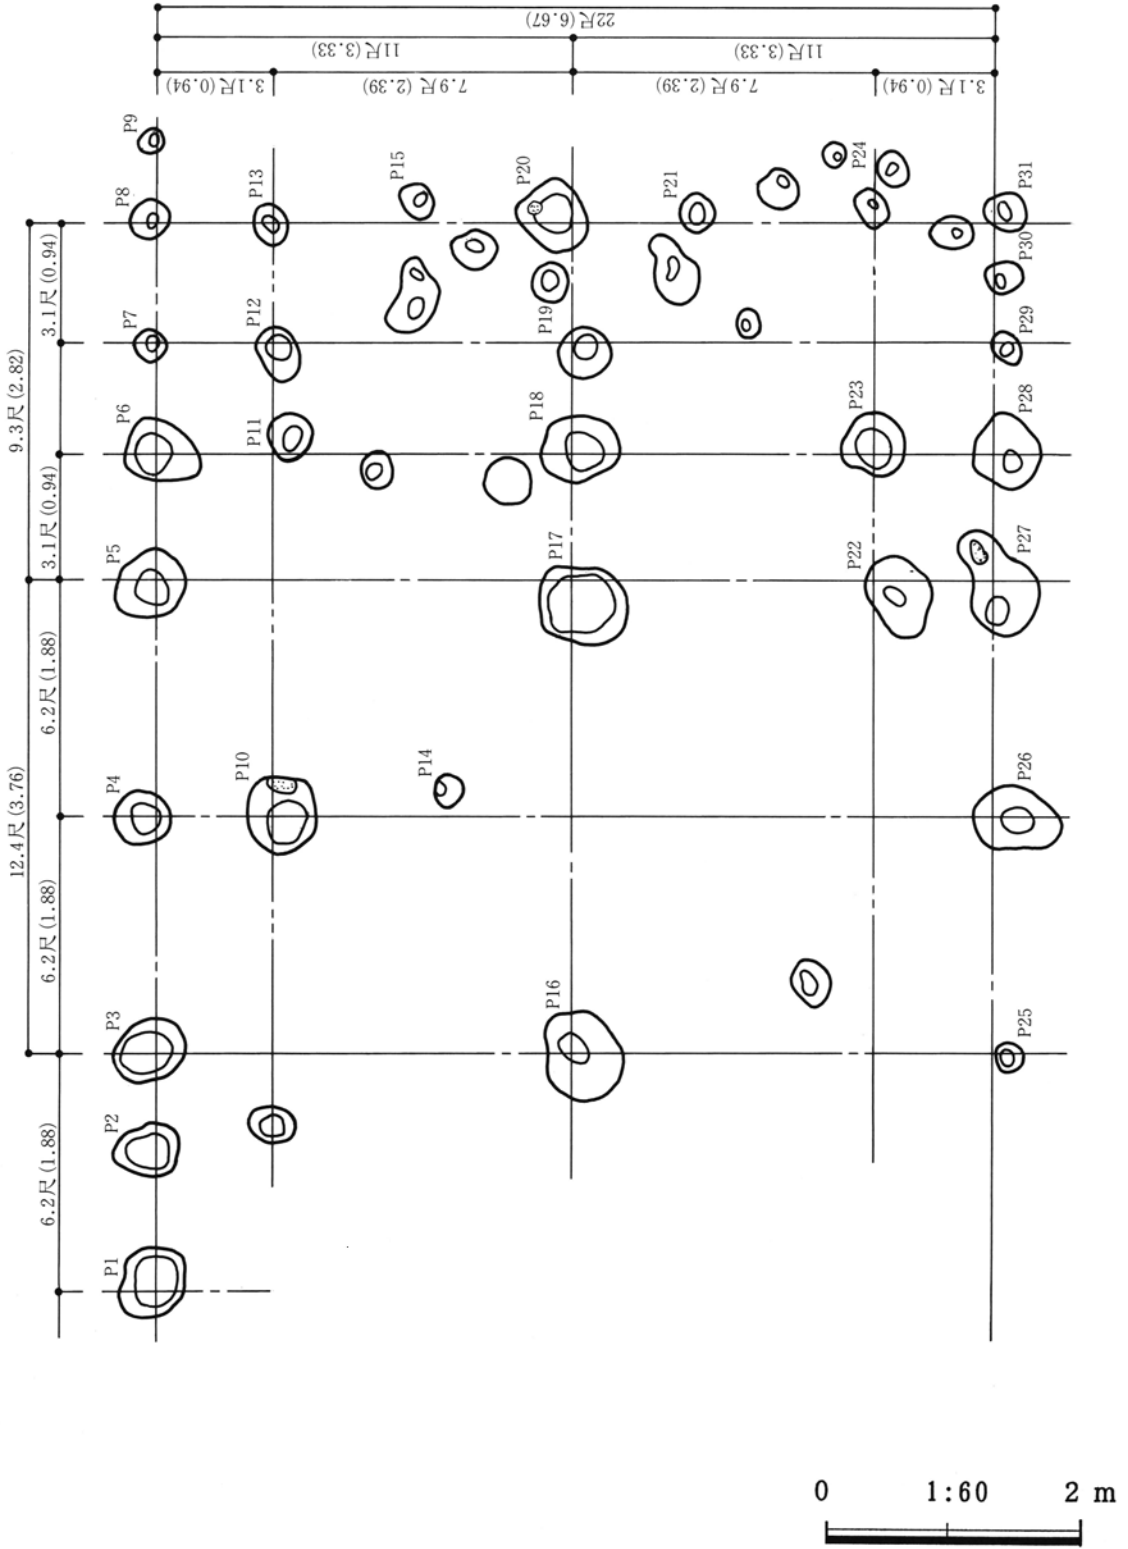 22尺 (6.67)
11尺 (3.33)
11尺 (3.33)
3.1尺 (0.94)
7.9尺 (2.39)
7.9尺 (2.39)
3.1尺 (0.94)
P9
P8
P13
P15
P20
P21
P24
P31
P30
P7
P12
P19
P29
P6
P11
P18
P23
P28
P5
P17
P22
P27
P4
P10
P14
P26
P3
P16
P25
P2
P1
3.1尺 (0.94)
9.3尺 (2.82)
3.1尺 (0.94)
6.2尺 (1.88)
12.4尺 (3.76)
6.2尺 (1.88)
6.2尺 (1.88)
0 1:60 2 m